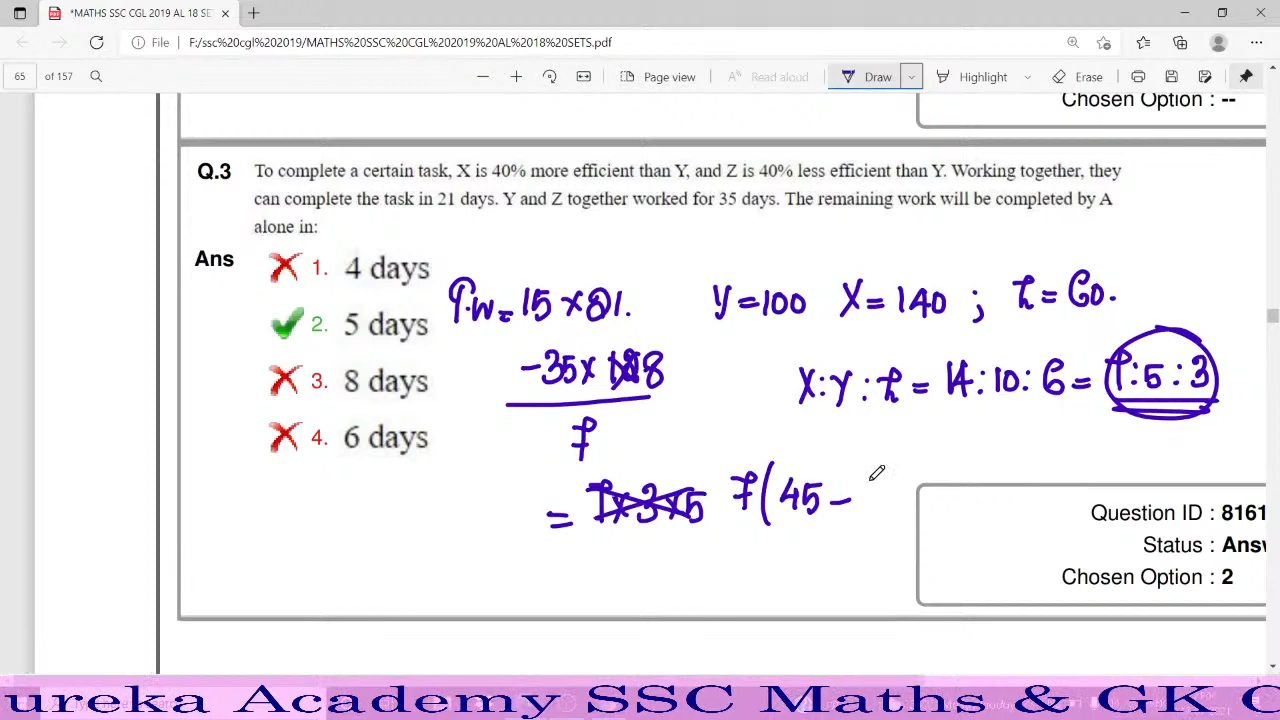 *MATHS SSC CGL 2019 AL 18 SET
File F:/ssc%20cgl%202019/MATHS%20SSC%20CGL%202019%20AL%2018%20SETS.pdf
65 of 157 Page view Read aloud Draw Highlight Erase
Chosen Option : --
Q.3 To complete a certain task, X is 40% more efficient than Y, and Z is 40% less efficient than Y. Working together, they
can complete the task in 21 days. Y and Z together worked for 35 days. The remaining work will be completed by A
alone in:
Ans
1. 4 days
2. 5 days
3. 8 days
4. 6 days
T.W = 15 × 21.
Y = 100 X = 140 ; Z = 60.
- 35 × 8
X : Y : Z = 14 : 10 : 6 = 7 : 5 : 3
7
= 7 × 3 × 5 7(45 -
Question ID : 8161
Status : Answ
Chosen Option : 2
ureka Academy SSC Maths & GK C